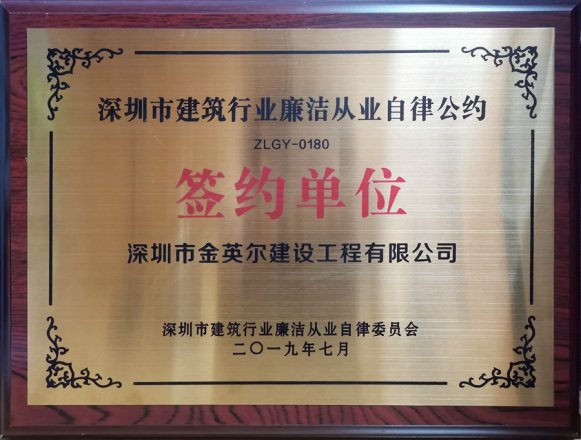 深圳市建筑行业廉洁从业自律公约
ZLGY-0180
签约单位
深圳市金英尔建设工程有限公司
深圳市建筑行业廉洁从业自律委员会
二〇一九年七月